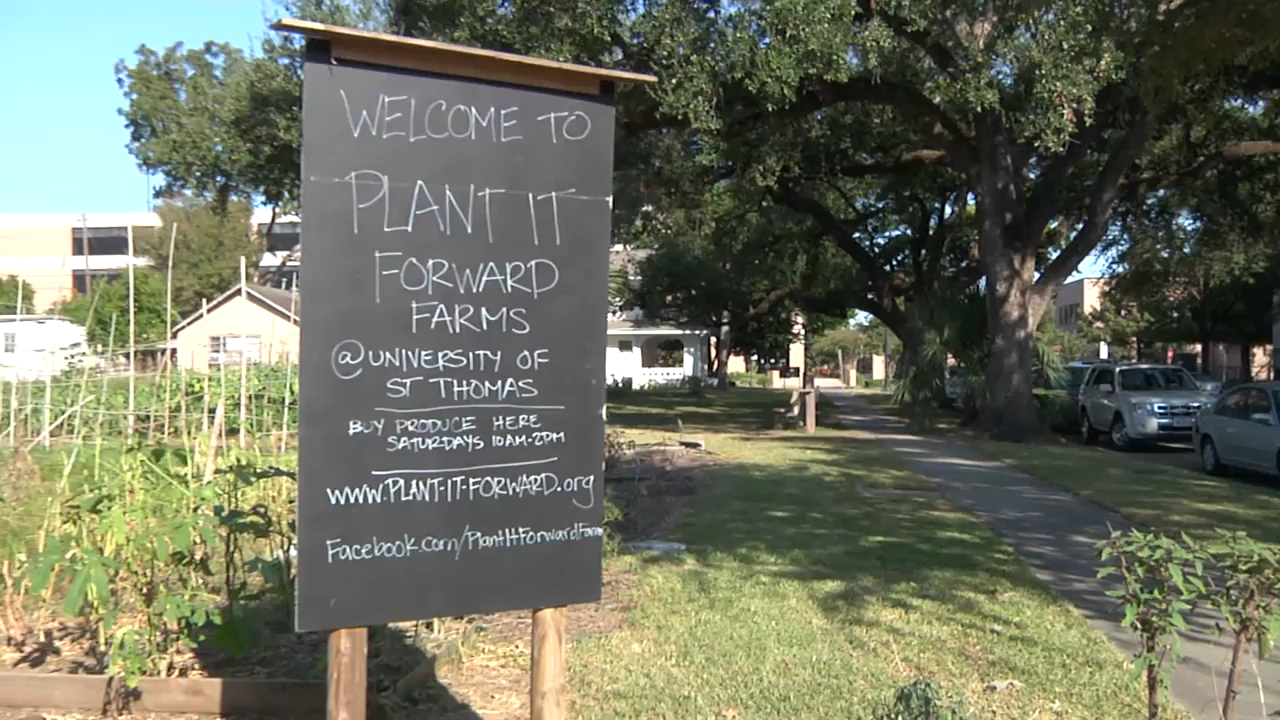 WELCOME TO
PLANT IT
FORWARD
FARMS
@UNIVERSITY OF
ST THOMAS
BUY PRODUCE HERE
SATURDAYS 10AM-2PM
WWW.PLANT-IT-FORWARD.org
Facebook.com/PlantItForwardFarm